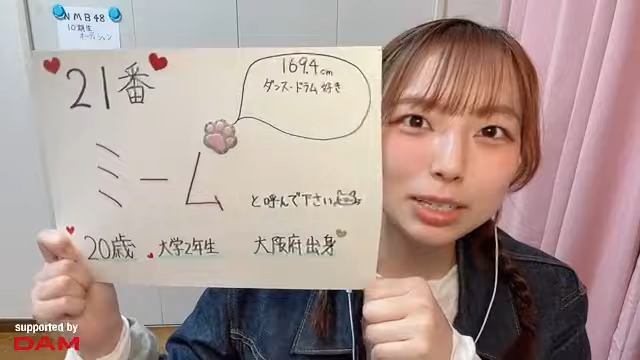 NMB48
10期生
オーディション
21番
169.4cm
ダンス・ドラム好き
ミーム
と呼んで下さい
20歳
大学2年生
大阪府出身
supported by
DAM